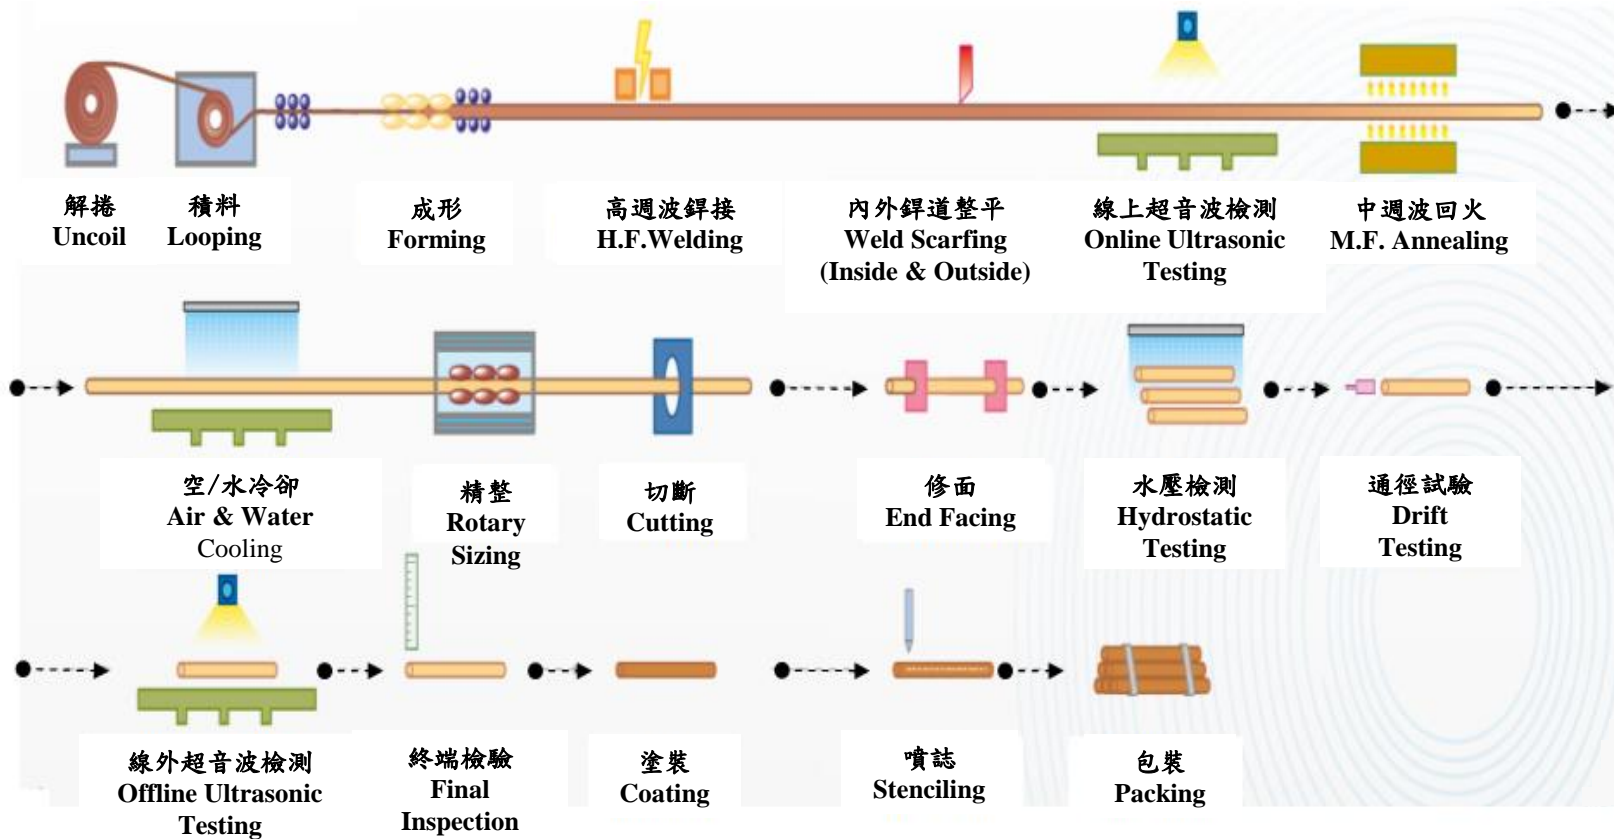 解捲
Uncoil
積料
Looping
成形
Forming
高週波銲接
H.F.Welding
內外銲道整平
Weld Scarfing
(Inside & Outside)
線上超音波檢測
Online Ultrasonic
Testing
中週波回火
M.F. Annealing
空/水冷卻
Air & Water
Cooling
精整
Rotary
Sizing
切斷
Cutting
修面
End Facing
水壓檢測
Hydrostatic
Testing
通徑試驗
Drift
Testing
線外超音波檢測
Offline Ultrasonic
Testing
終端檢驗
Final
Inspection
塗裝
Coating
噴誌
Stenciling
包裝
Packing